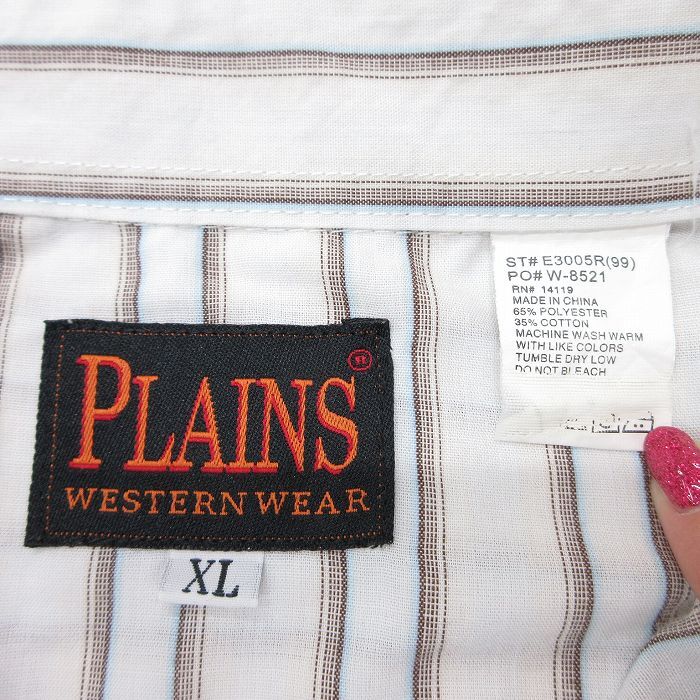 PLAINS
WESTERN WEAR
XL
ST# E3005R(99)
PO# W-8521
RN# 14119
MADE IN CHINA
65% POLYESTER
35% COTTON
MACHINE WASH WARM
WITH LIKE COLORS
TUMBLE DRY LOW
DO NOT BLEACH